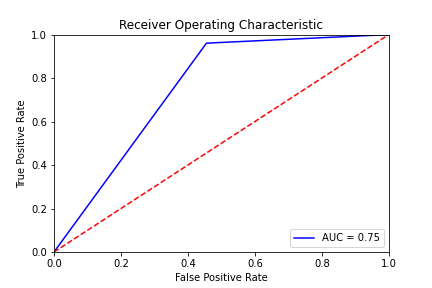 Receiver Operating Characteristic
1.0
0.8
0.6
0.4
0.2
0.0
True Positive Rate
0.0 0.2 0.4 0.6 0.8 1.0
False Positive Rate
AUC = 0.75